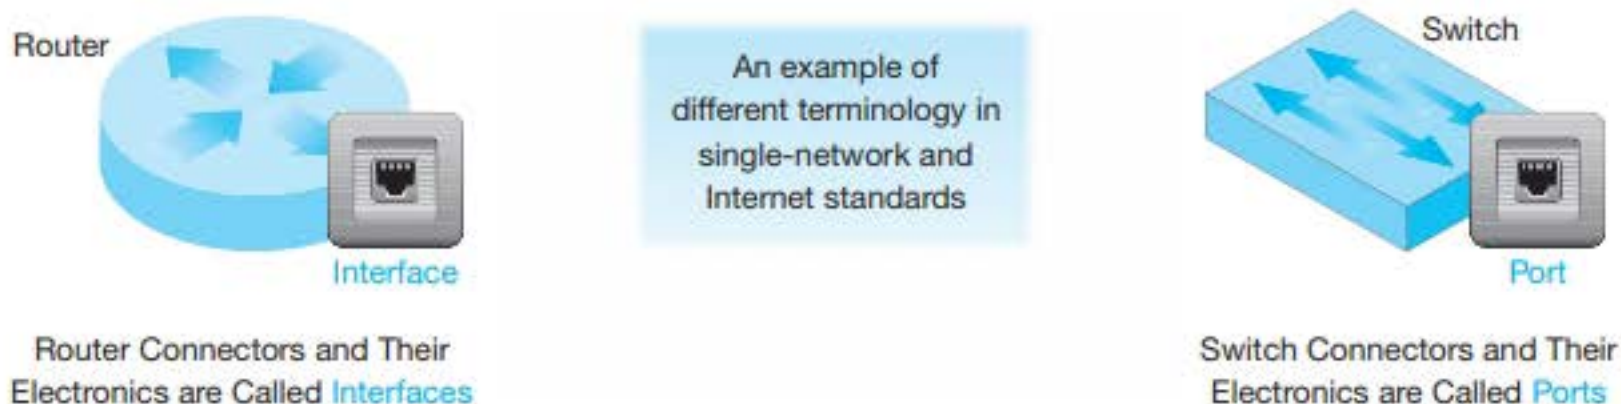 Router
Interface
Router Connectors and Their
Electronics are Called Interfaces
An example of
different terminology in
single-network and
Internet standards
Switch
Port
Switch Connectors and Their
Electronics are Called Ports